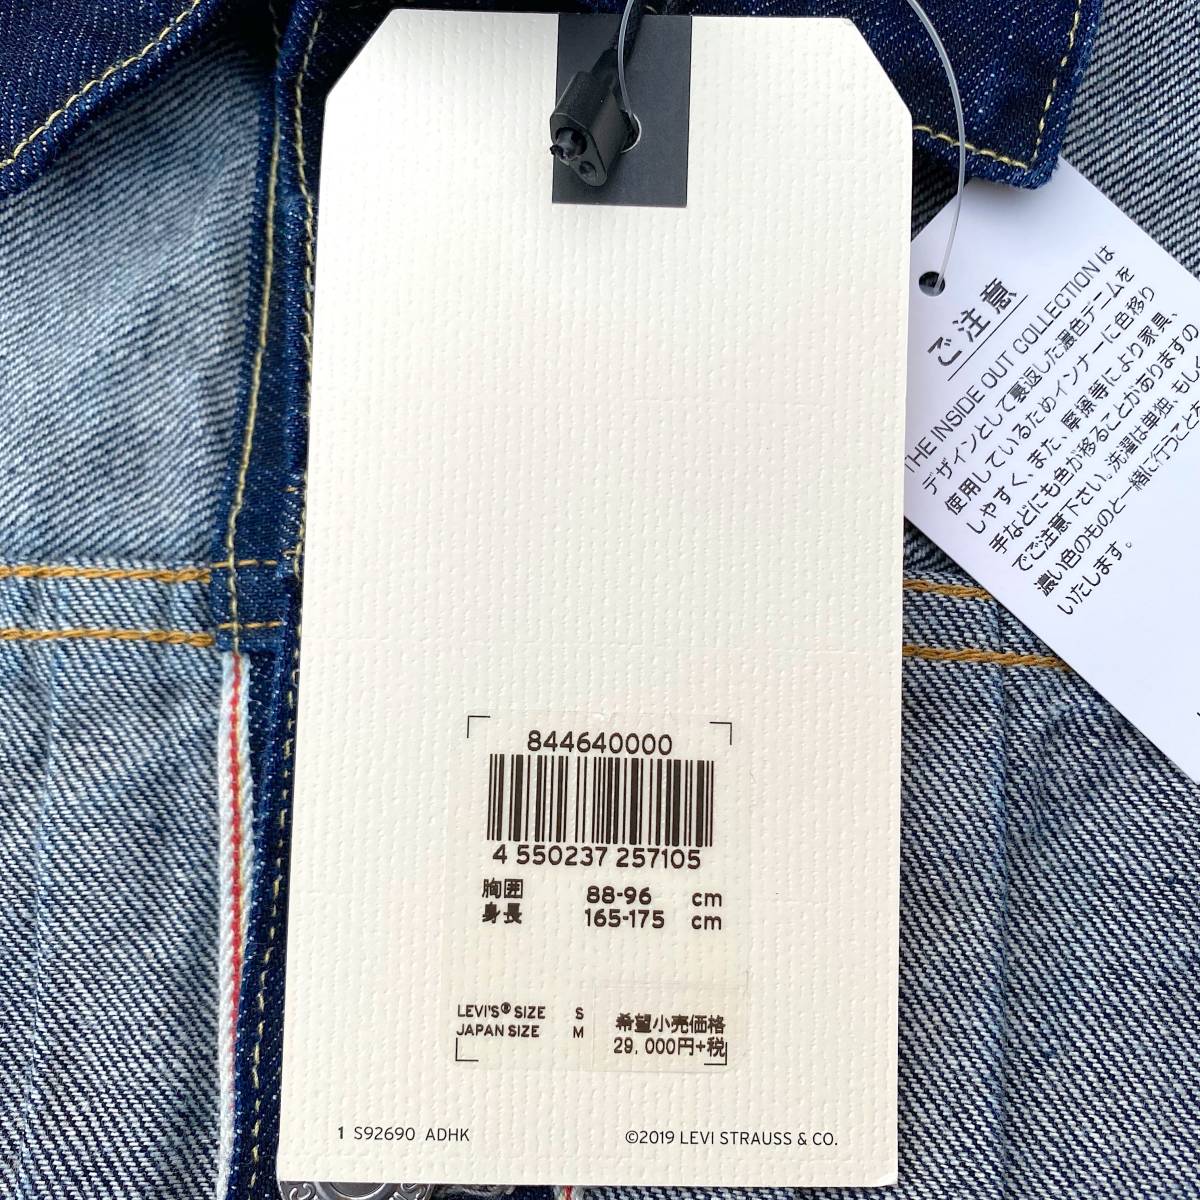 844640000
4 550237 257105
胸囲 88-96 cm
身長 165-175 cm
LEVI'S® SIZE S
JAPAN SIZE M
希望小売価格
29,000円+税
1 S92690 ADHK
©2019 LEVI STRAUSS & CO.
ご注意
THE INSIDE OUT COLLECTIONは
デザインとして裏返した濃色デニムを
使用しているためインナーに色移り
しやすく、また、摩擦等により家具、
手などにも色が移ることがありますの
でご注意下さい。洗濯は単独、もしく
濃い色のものと一緒に行うことを
いたします。